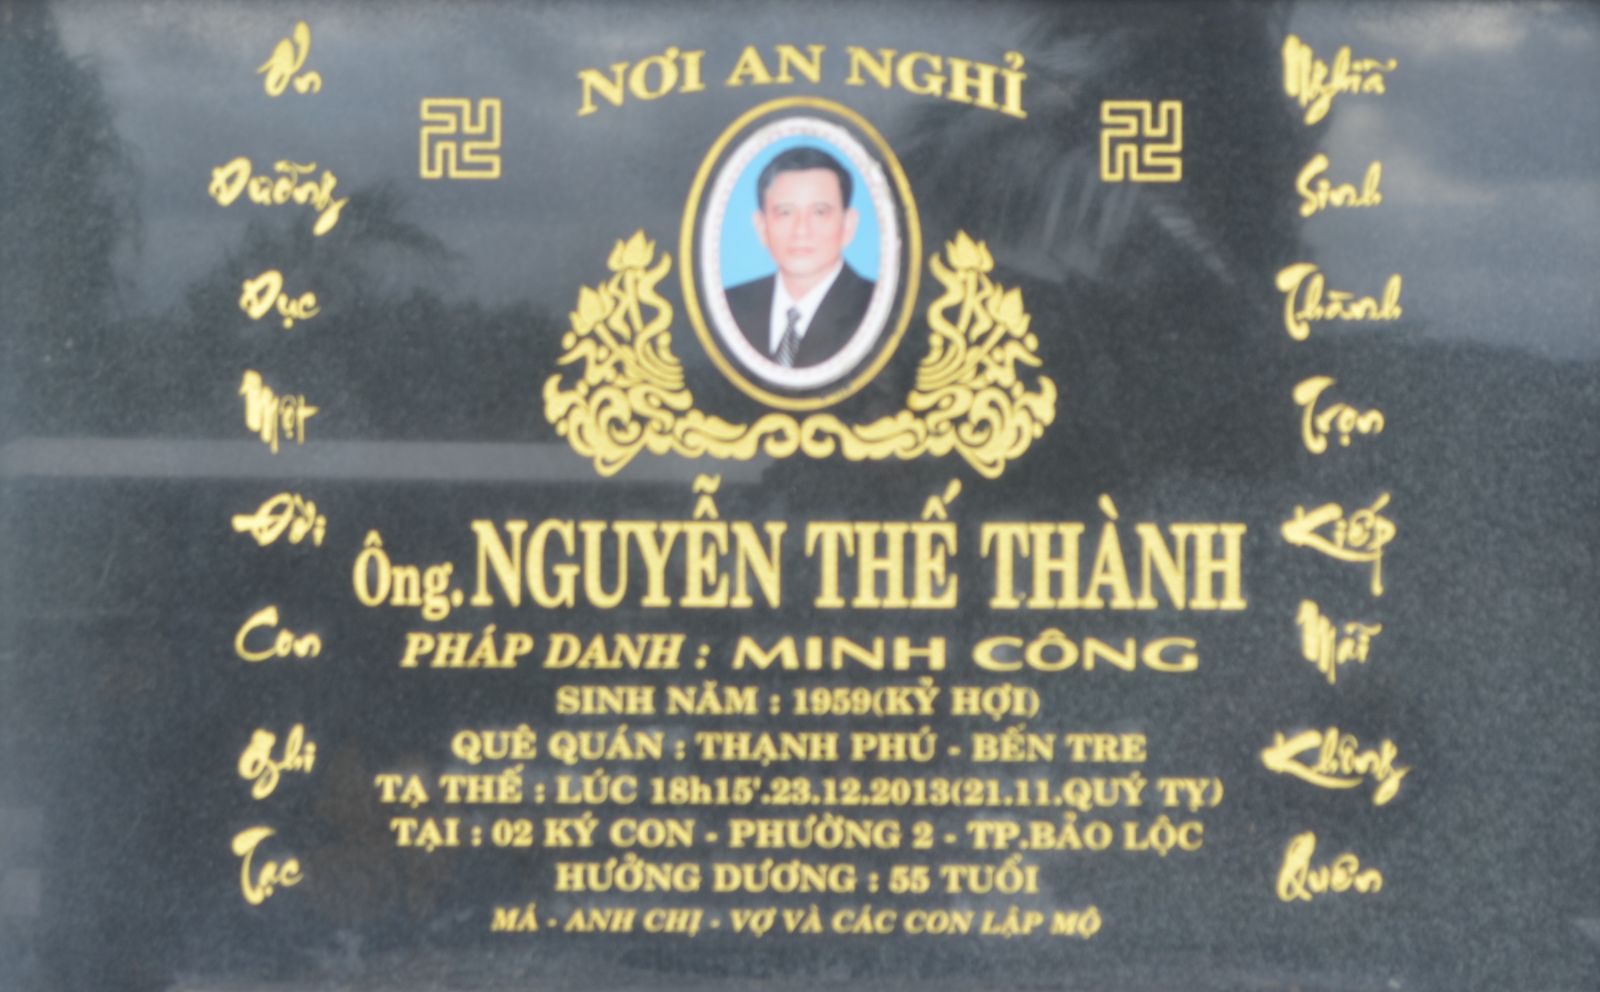 NƠI AN NGHỈ
Ơn
Dưỡng
Dục
Một
Đời
Con
Ghi
Tạc
Nghĩa
Sinh
Thành
Trọn
Kiếp
Mãi
Không
Quên
Ông. NGUYỄN THẾ THÀNH
PHÁP DANH : MINH CÔNG
SINH NĂM : 1959(KỶ HỢI)
QUÊ QUÁN : THẠNH PHÚ - BẾN TRE
TẠ THẾ : LÚC 18h15'.23.12.2013(21.11.QUÝ TỴ)
TẠI : 02 KÝ CON - PHƯỜNG 2 - TP.BẢO LỘC
HƯỞNG DƯƠNG : 55 TUỔI
MÁ - ANH CHỊ - VỢ VÀ CÁC CON LẬP MỘ